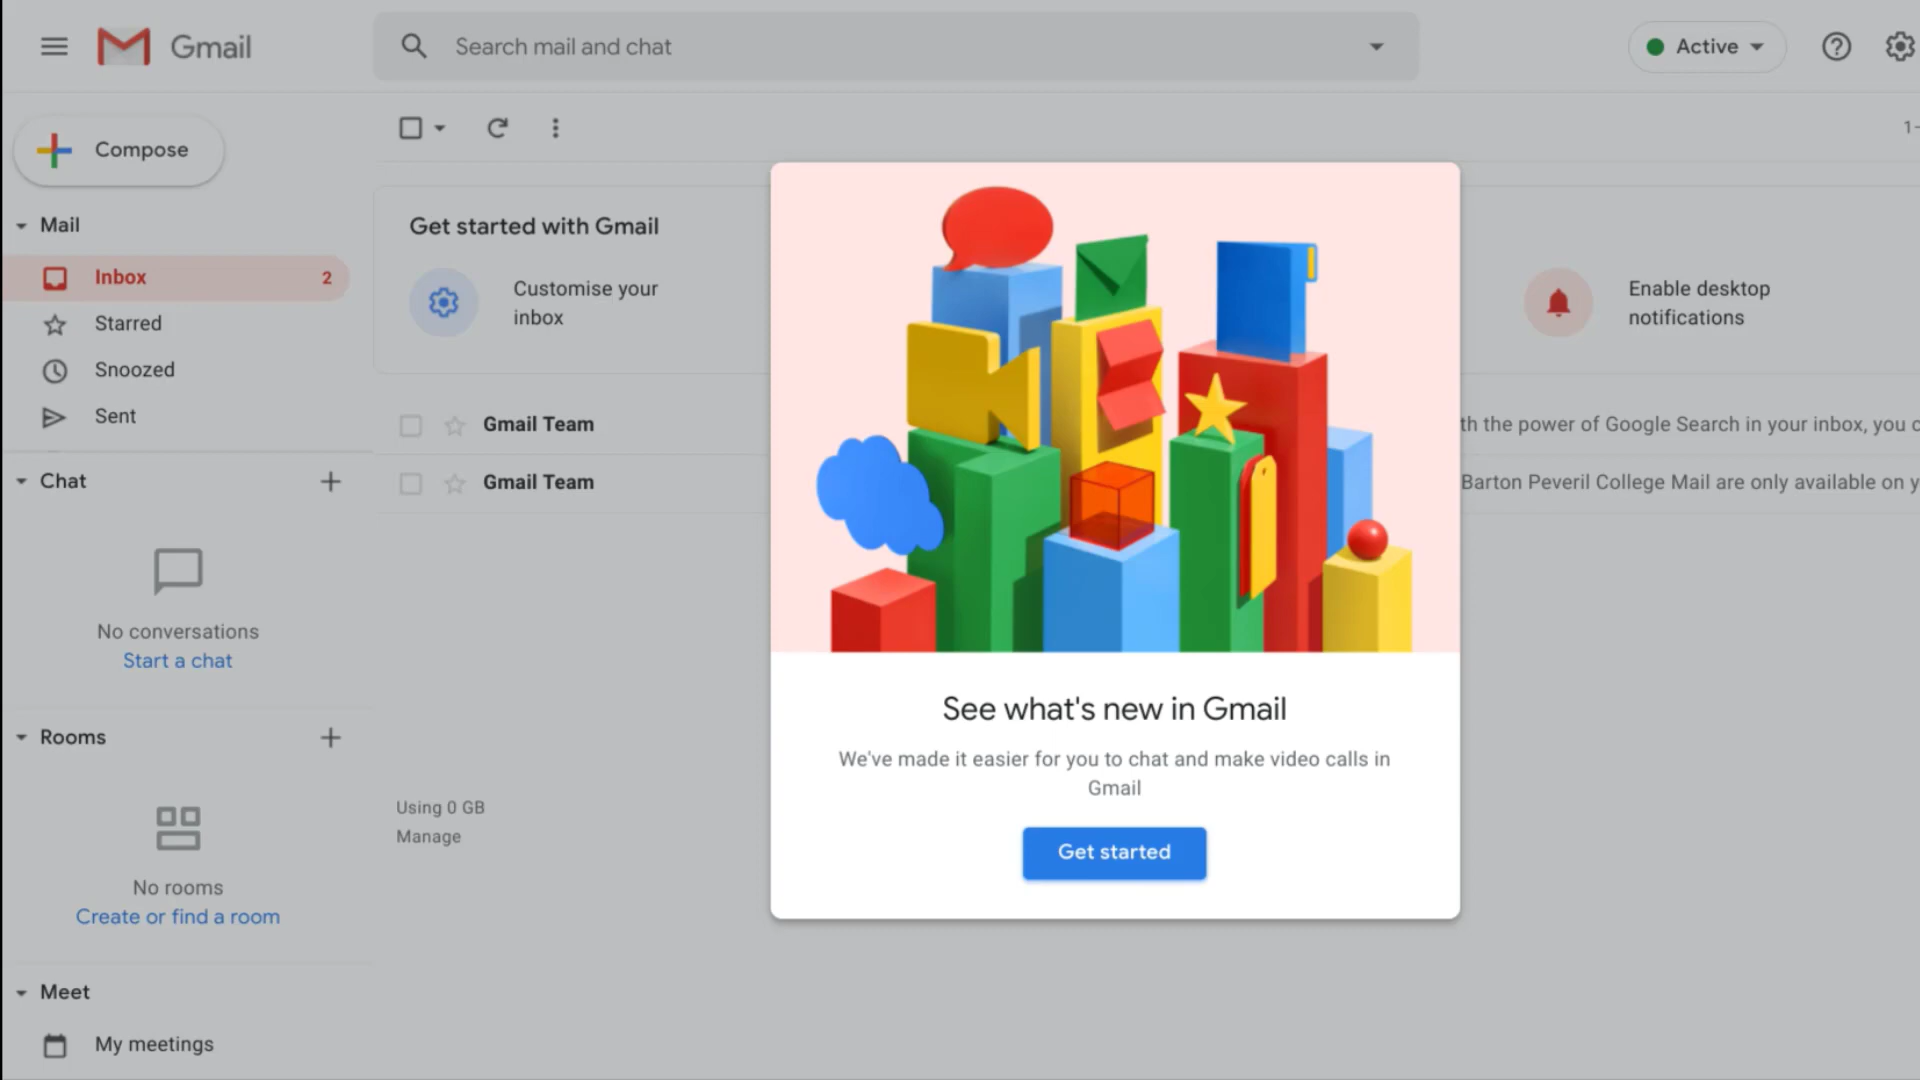 Gmail
Search mail and chat
Active
Compose
1-
Mail
Inbox 2
Starred
Snoozed
Sent
Chat
No conversations
Start a chat
Rooms
No rooms
Create or find a room
Meet
My meetings
Get started with Gmail
Customise your
inbox
Enable desktop
notifications
Gmail Team
th the power of Google Search in your inbox, you
Gmail Team
Barton Peveril College Mail are only available on
Using 0 GB
Manage
See what's new in Gmail
We've made it easier for you to chat and make video calls in
Gmail
Get started